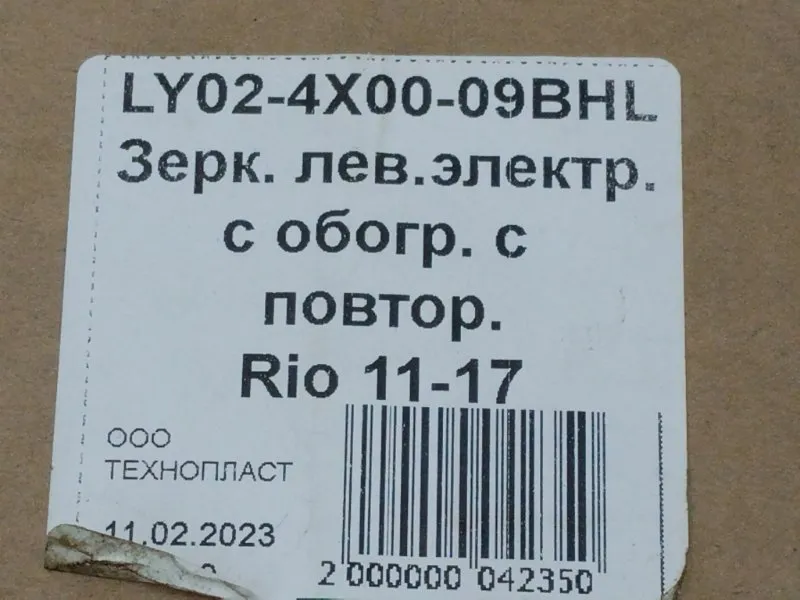 LY02-4X00-09BHL
Зерк. лев.электр.
с обогр. с
повтор.
Rio 11-17
ООО
ТЕХНОПЛАСТ
11.02.2023
2 000000 042350